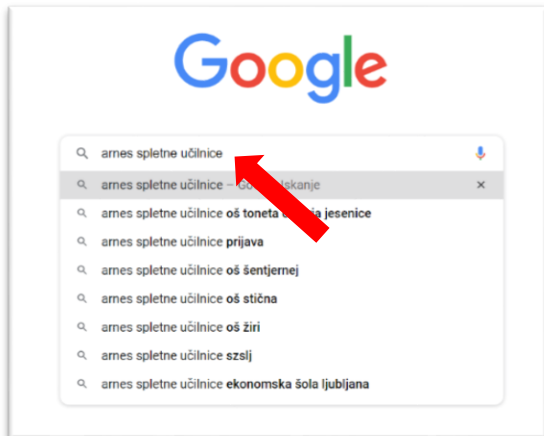 Google
arnes spletne učilnice
arnes spletne učilnice – Iskanje
arnes spletne učilnice oš toneta jesenice
arnes spletne učilnice prijava
arnes spletne učilnice oš šentjernej
arnes spletne učilnice oš stična
arnes spletne učilnice oš žiri
arnes spletne učilnice szslj
arnes spletne učilnice ekonomska šola ljubljana